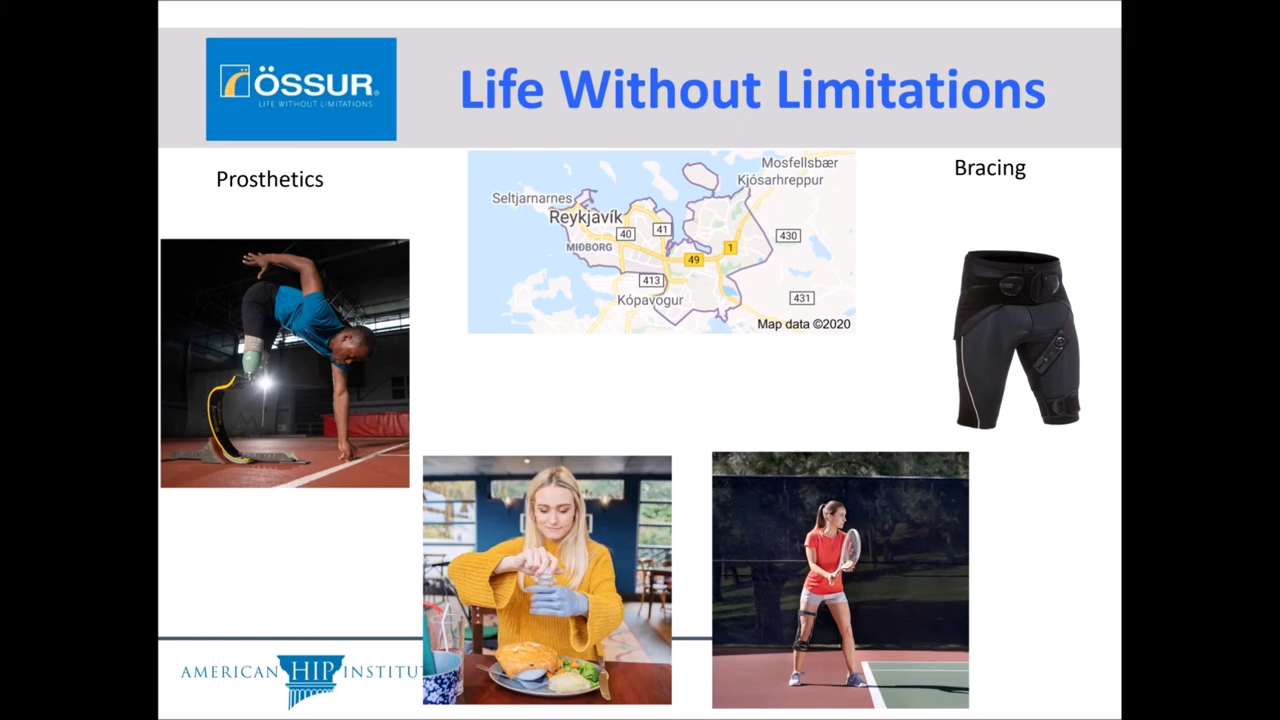 ÖSSUR®
LIFE WITHOUT LIMITATIONS
Life Without Limitations
Prosthetics
Bracing
Mosfellsbær
Kjósarhreppur
Seltjarnarnes
Reykjavík
40
41
430
MIÐBORG
1
49
413
Kópavogur
431
Map data ©2020
AMERICAN HIP INSTITUT